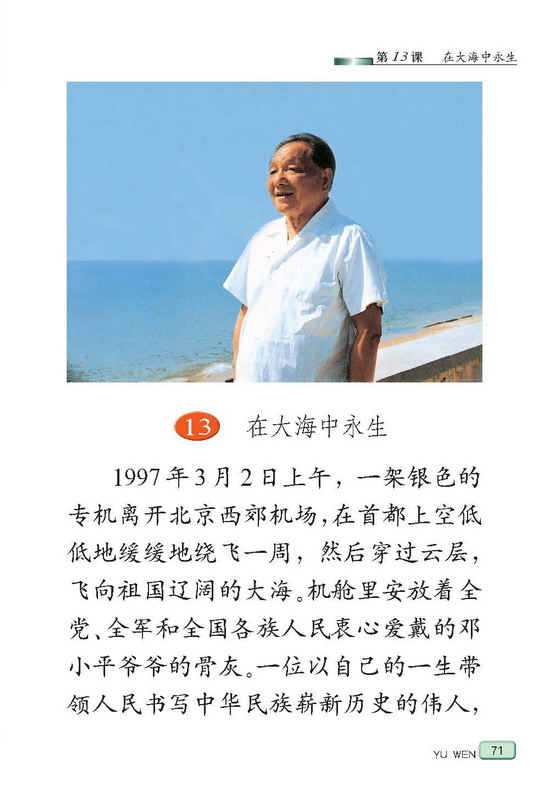 第13课 在大海中永生
13 在大海中永生
1997年3月2日上午，一架银色的
专机离开北京西郊机场，在首都上空低
低地缓缓地绕飞一周，然后穿过云层，
飞向祖国辽阔的大海。机舱里安放着全
党、全军和全国各族人民衷心爱戴的邓
小平爷爷的骨灰。一位以自己的一生带
领人民书写中华民族崭新历史的伟人，
YU WEN 71